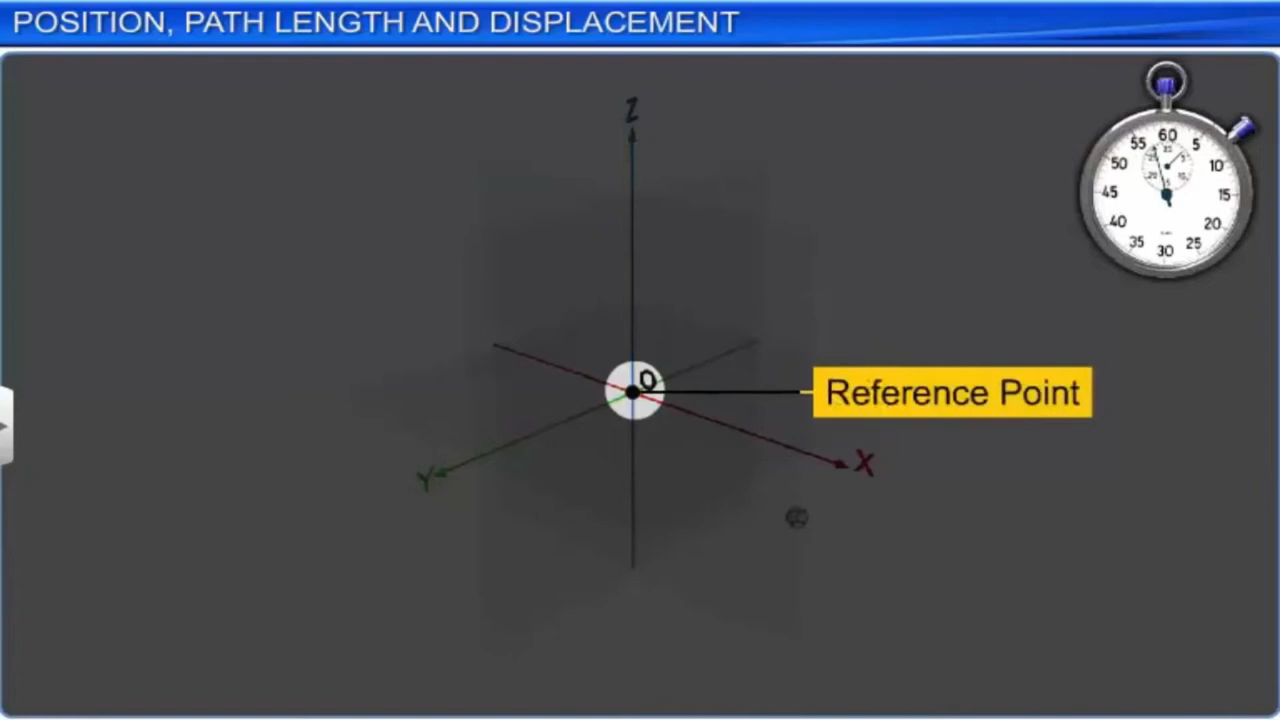 POSITION, PATH LENGTH AND DISPLACEMENT
Z
60
55
5
50
10
45
15
40
20
35
25
30
O
Reference Point
Y
X